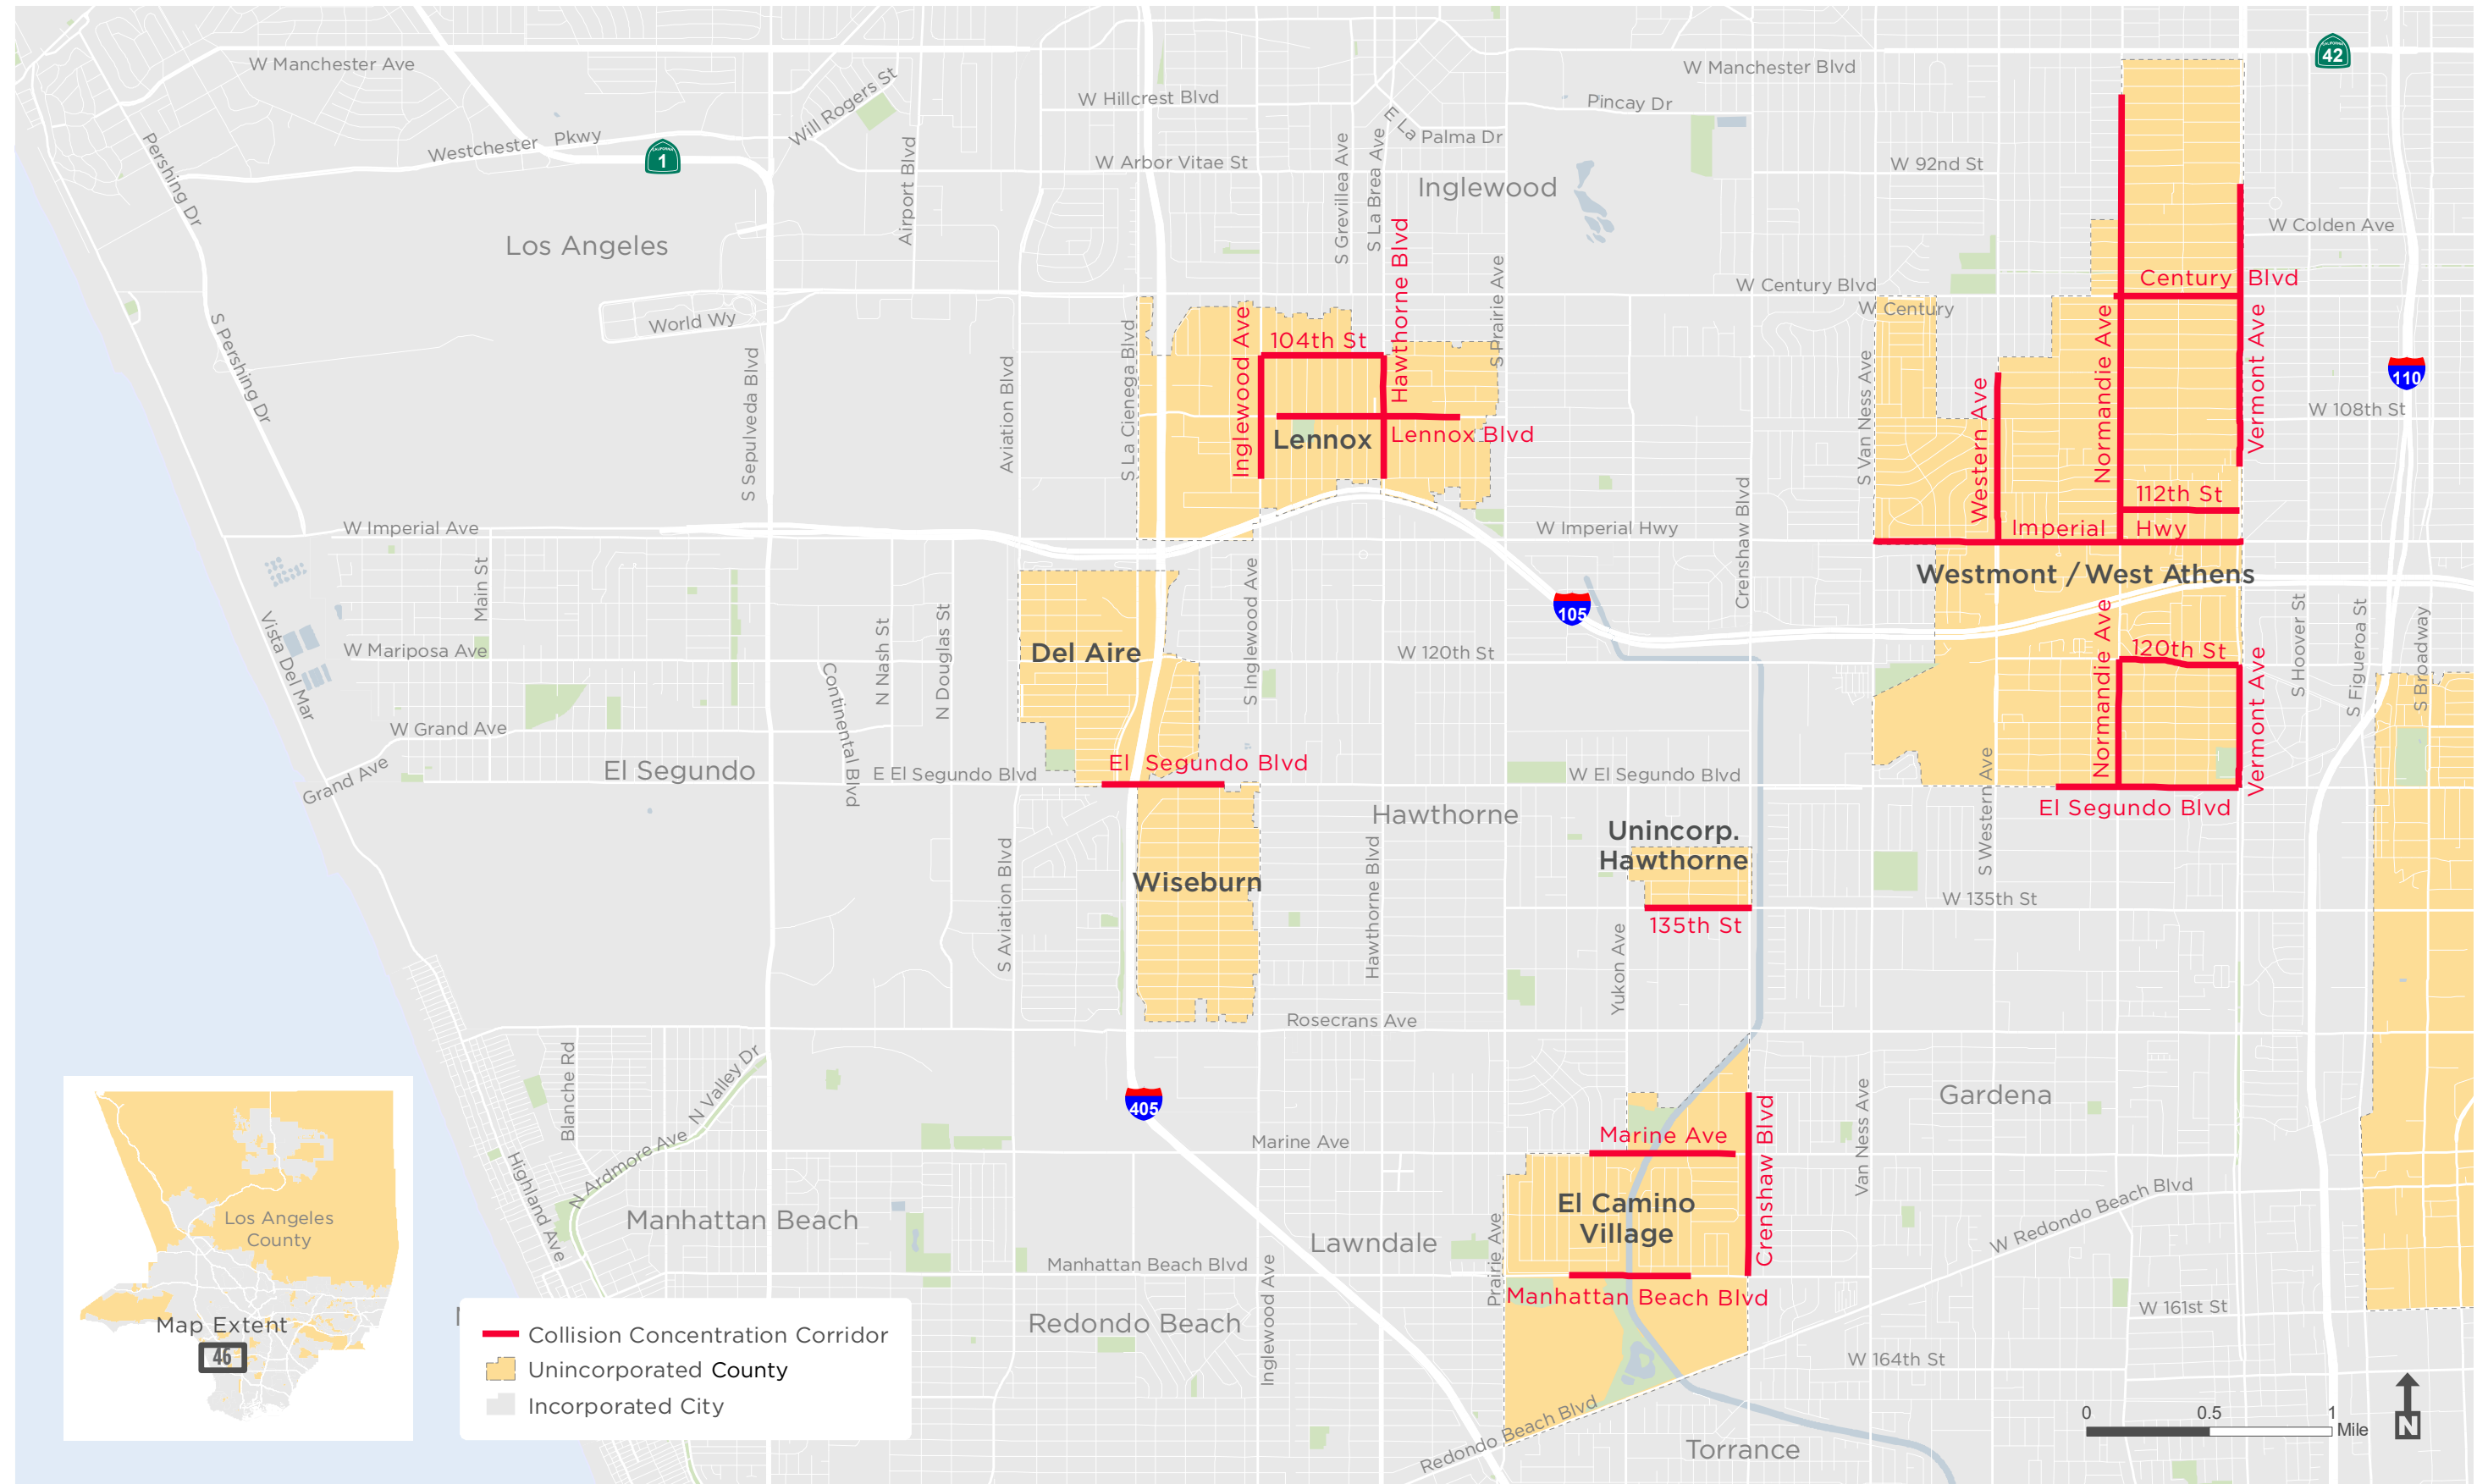 W Manchester Ave
Will Rogers St
W Hillcrest Blvd
W Manchester Blvd
CALIFORNIA
42
Pincay Dr
E La Palma Dr
Westchester Pkwy
CALIFORNIA
1
Pershing Dr
Airport Blvd
W Arbor Vitae St
S Grevillea Ave
S La Brea Ave
Inglewood
W 92nd St
Los Angeles
W Colden Ave
Hawthorne Blvd
S Prairie Ave
Century Blvd
W Century Blvd
W Century
World Wy
S Pershing Dr
S Sepulveda Blvd
Aviation Blvd
S La Cienega Blvd
Inglewood Ave
104th St
Lennox
Lennox Blvd
S Van Ness Ave
Western Ave
Normandie Ave
Vermont Ave
110
W 108th St
112th St
Imperial Hwy
W Imperial Ave
W Imperial Hwy
Crenshaw Blvd
Main St
Vista Del Mar
W Mariposa Ave
N Nash St
N Douglas St
Continental Blvd
Del Aire
S Inglewood Ave
W 120th St
105
Westmont / West Athens
Normandie Ave
120th St
Vermont Ave
S Hoover St
S Figueroa St
S Broadway
W Grand Ave
Grand Ave
El Segundo
E El Segundo Blvd
El Segundo Blvd
W El Segundo Blvd
S Western Ave
El Segundo Blvd
Hawthorne
Unincorp.
Hawthorne
Wiseburn
S Aviation Blvd
Hawthorne Blvd
135th St
W 135th St
Yukon Ave
Rosecrans Ave
Blanche Rd
N Valley Dr
N Ardmore Ave
Highland Ave
405
Marine Ave
Marine Ave
Crenshaw Blvd
Van Ness Ave
Gardena
El Camino
Village
Manhattan Beach
Lawndale
Prairie Ave
W Redondo Beach Blvd
Manhattan Beach Blvd
Manhattan Beach Blvd
Redondo Beach
Inglewood Ave
W 161st St
W 164th St
Redondo Beach Blvd
Torrance
Los Angeles
County
Map Extent
46
Collision Concentration Corridor
Unincorporated County
Incorporated City
0 0.5 1
Mile
N